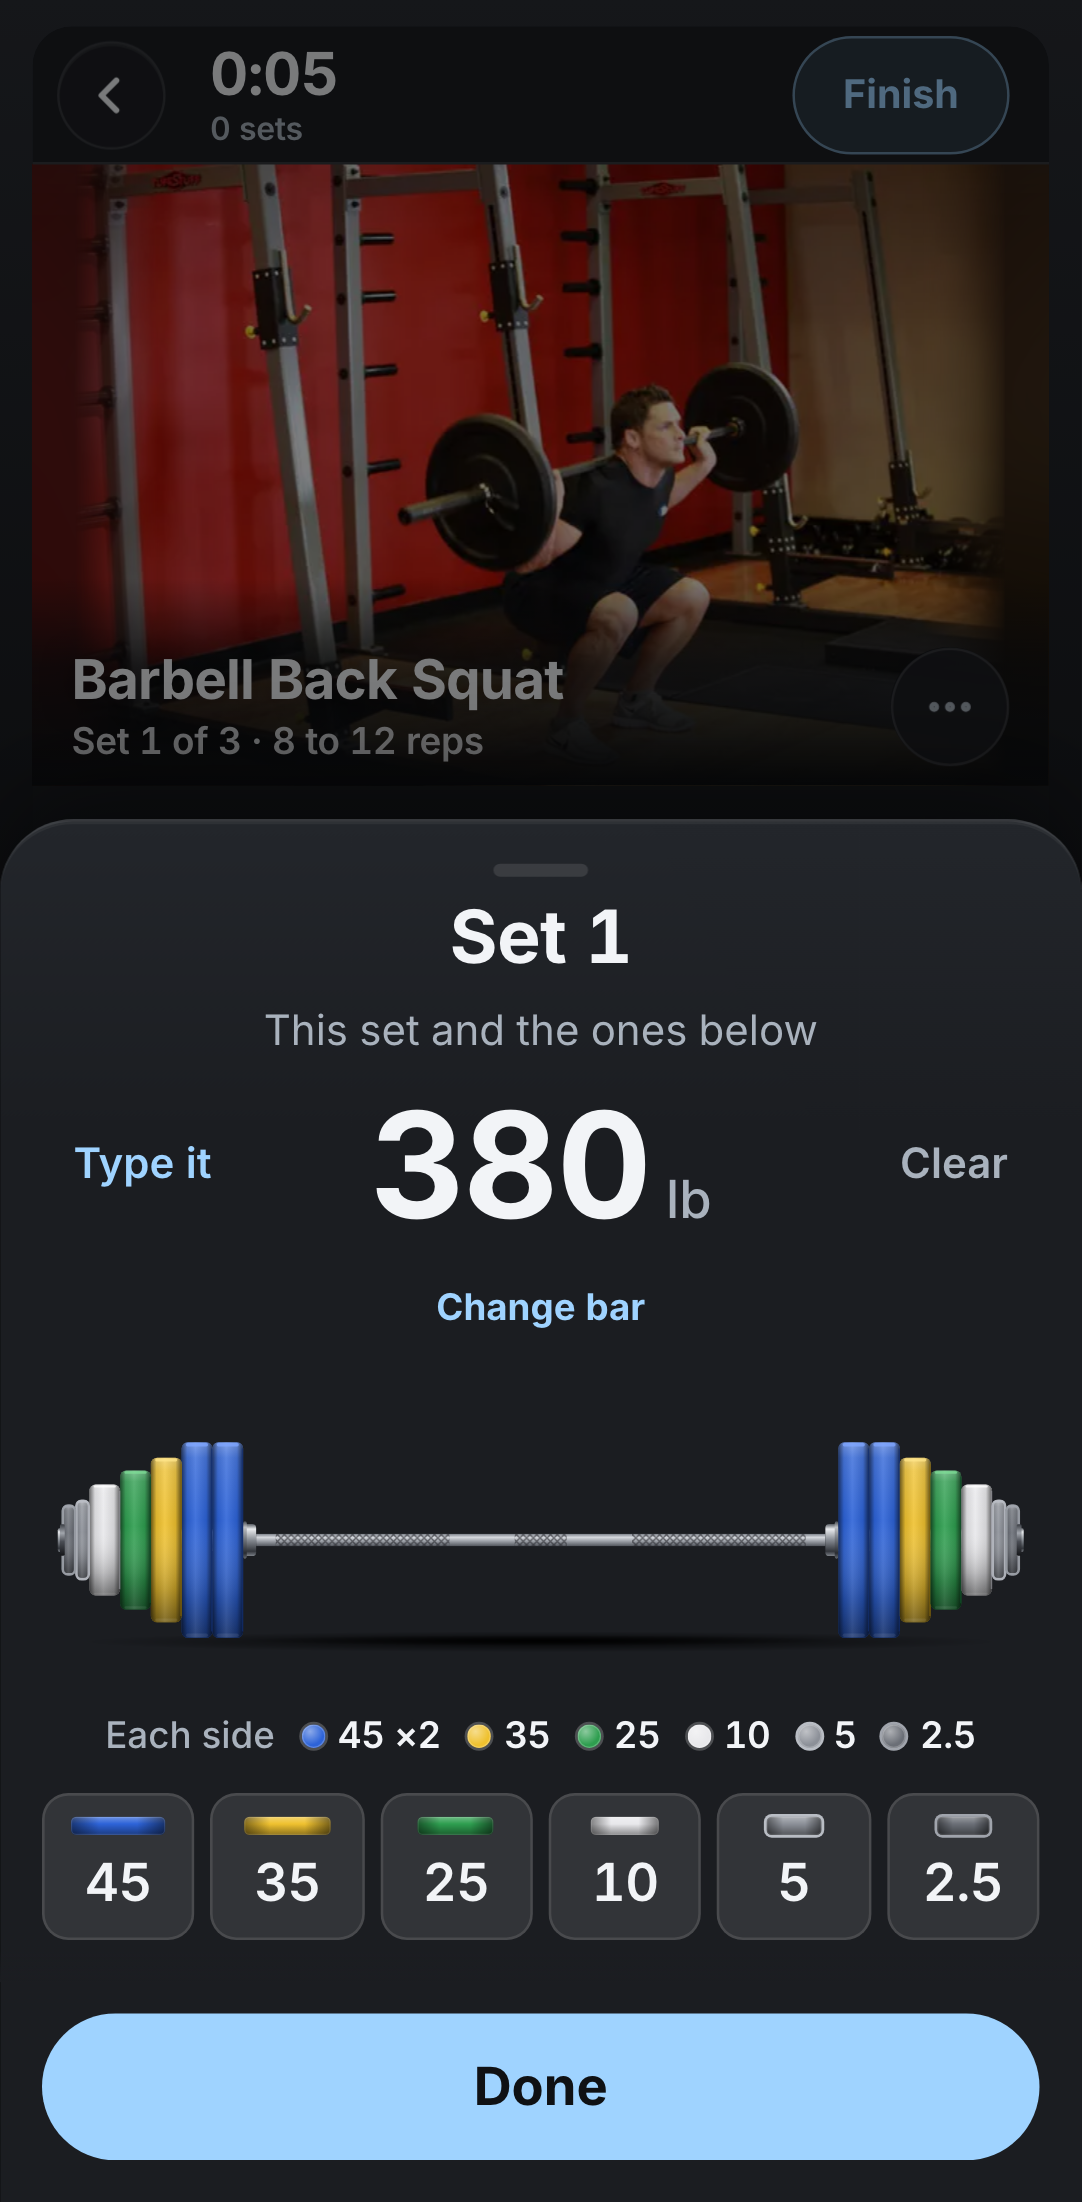 0:05
0 sets
Finish
Barbell Back Squat
Set 1 of 3 · 8 to 12 reps
Set 1
This set and the ones below
Type it
380 lb
Clear
Change bar
Each side 45 ×2 35 25 10 5 2.5
45 35 25 10 5 2.5
Done